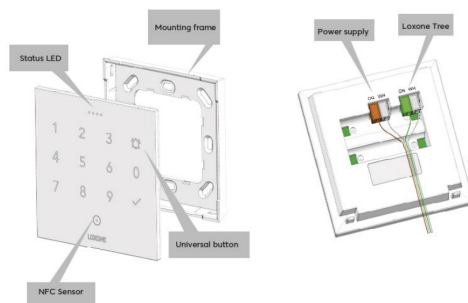 Mounting frame
Status LED
Power supply
Loxone Tree
OG WH
GN WH
1 2 3
4 5 6 0
7 8 9 ✓
LOXONE
Universal button
NFC Sensor